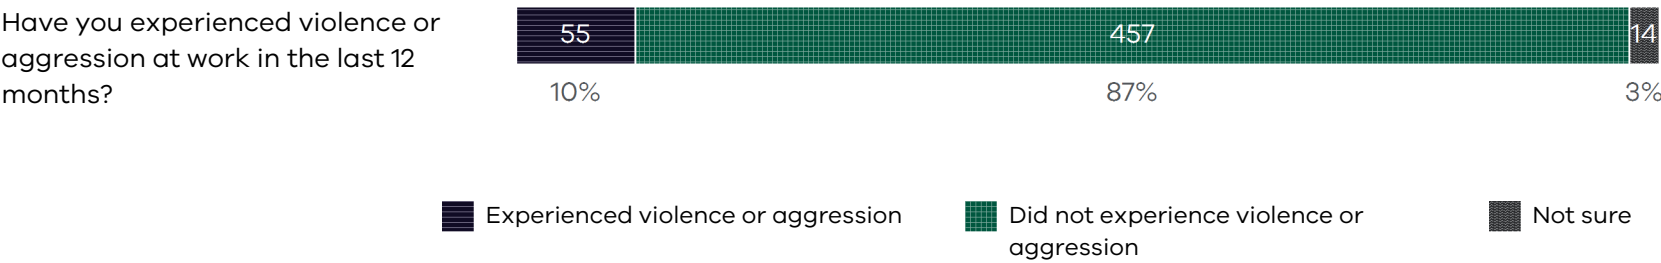 Have you experienced violence or
aggression at work in the last 12
months?
55
457
14
10%
87%
3%
Experienced violence or aggression
Did not experience violence or
aggression
Not sure